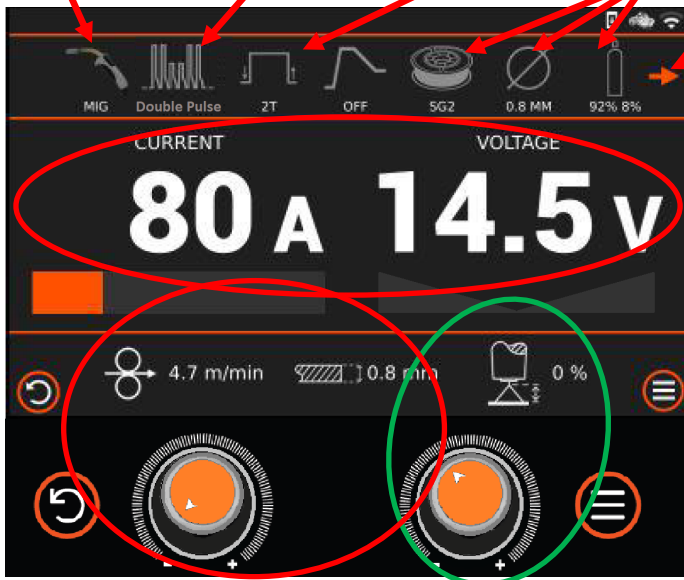 MIG Double Pulse 2T OFF SG2 0.8 MM 92% 8%
CURRENT VOLTAGE
80 A 14.5 V
4.7 m/min 0.8 mm 0 %
- + - +